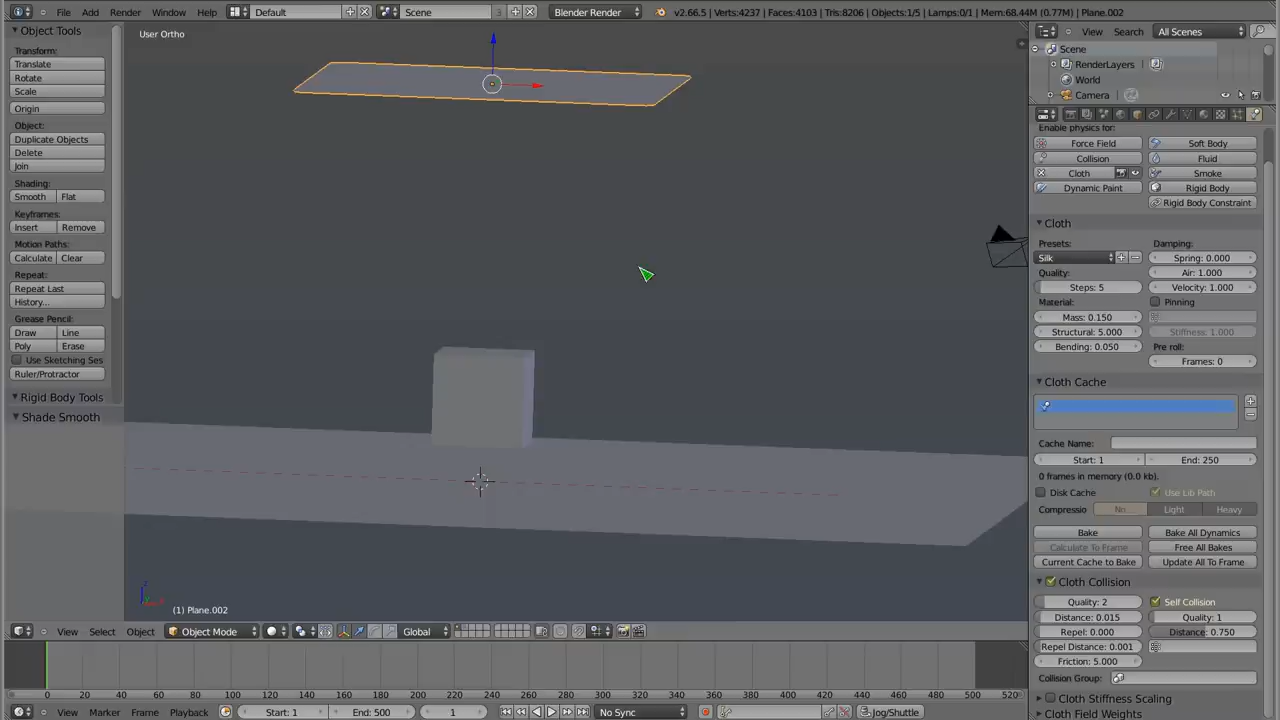 File Add Render Window Help Default Scene 3 Blender Render v2.66.5 | Verts:4237 | Faces:4103 | Tris:8206 | Objects:1/5 | Lamps:0/1 | Mem:68.44M (0.77M) | Plane.002
Object Tools
Transform:
Translate
Rotate
Scale
Origin
Object:
Duplicate Objects
Delete
Join
Shading:
Smooth Flat
Keyframes:
Insert Remove
Motion Paths:
Calculate Clear
Repeat:
Repeat Last
History...
Grease Pencil:
Draw Line
Poly Erase
Use Sketching Ses
Ruler/Protractor
Rigid Body Tools
Shade Smooth
User Ortho
(1) Plane.002
View Select Object Object Mode Global
View Search All Scenes
Scene
RenderLayers
World
Camera
Enable physics for:
Force Field Soft Body
Collision Fluid
Cloth Smoke
Dynamic Paint Rigid Body
Rigid Body Constraint
Cloth
Presets: Damping:
Silk Spring: 0.000
Quality: Air: 1.000
Steps: 5 Velocity: 1.000
Material: Pinning
Mass: 0.150
Structural: 5.000 Stiffness: 1.000
Bending: 0.050 Pre roll:
Frames: 0
Cloth Cache
Cache Name:
Start: 1 End: 250
0 frames in memory (0.0 kb).
Disk Cache Use Lib Path
Compressio No... Light Heavy
Bake Bake All Dynamics
Calculate To Frame Free All Bakes
Current Cache to Bake Update All To Frame
Cloth Collision
Quality: 2 Self Collision
Distance: 0.015 Quality: 1
Repel: 0.000 Distance: 0.750
Repel Distance: 0.001
Friction: 5.000
Collision Group:
Cloth Stiffness Scaling
Cloth Field Weights
0 20 40 60 80 100 120 140 160 180 200 220 240 260 280 300 320 340 360 380 400 420 440 460 480 500 520
View Marker Frame Playback Start: 1 End: 500 1 No Sync Jog/Shuttle